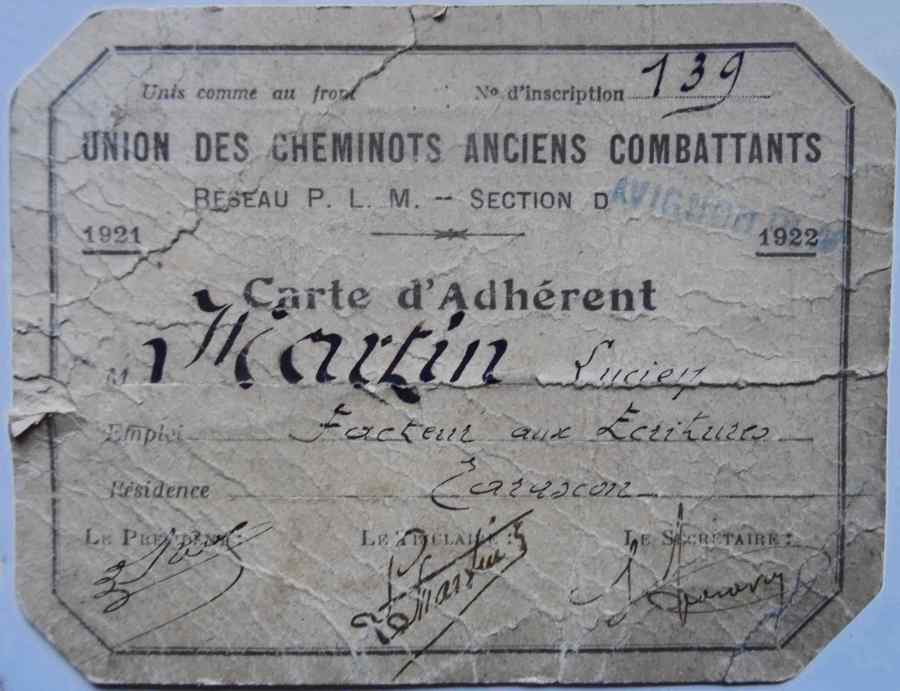 Unis comme au front N° d'inscription 139
UNION DES CHEMINOTS ANCIENS COMBATTANTS
RÉSEAU P. L. M. — SECTION D AVIGNON
1921 1922
Carte d'Adhérent
M Martin Lucien
Emploi Facteur aux Ecritures
Résidence Tarascon
LE PRÉSIDENT : LE TITULAIRE : LE SECRÉTAIRE :
Martin